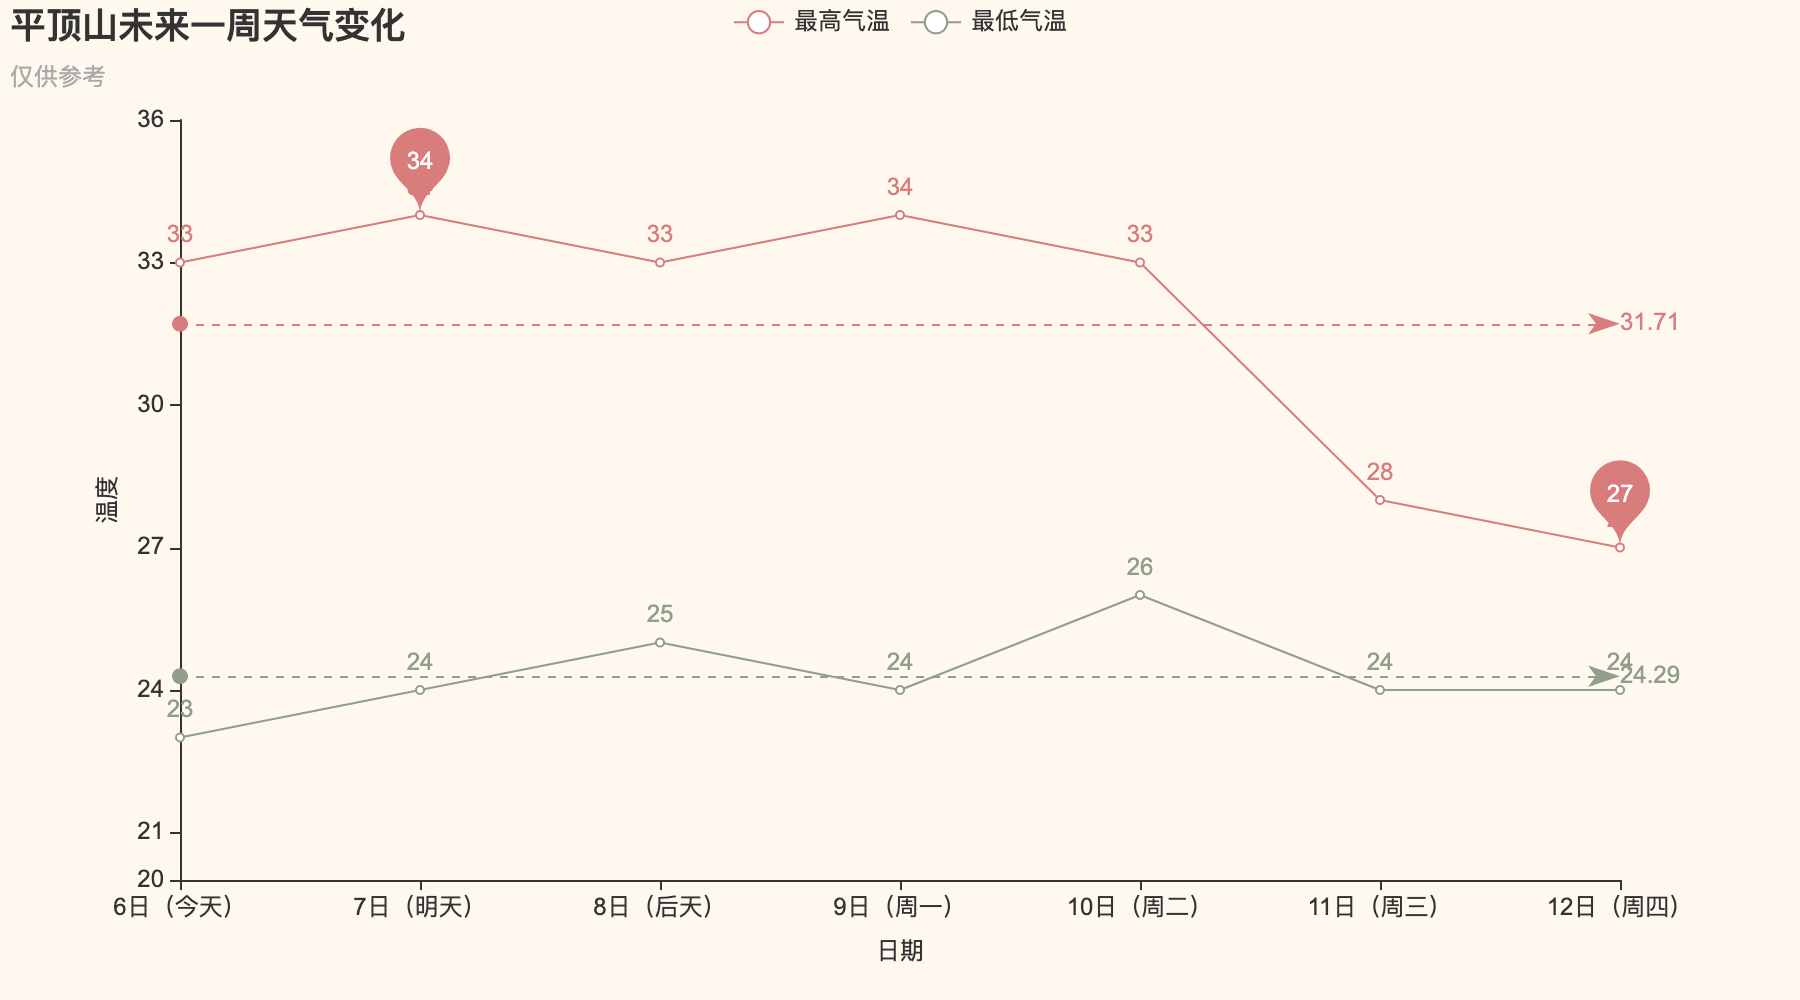 平顶山未来一周天气变化
仅供参考
最高气温
最低气温
36
33
30
27
24
21
20
温度
33
34
33
34
33
28
27
31.71
23
24
25
24
26
24
24
24.29
6日（今天）
7日（明天）
8日（后天）
9日（周一）
10日（周二）
11日（周三）
12日（周四）
日期